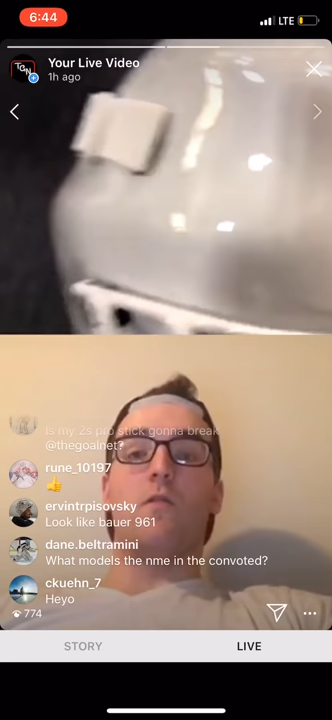 6:44
LTE
TGN
Your Live Video
1h ago
Is my 2s pro stick gonna break
@thegoalnet?
rune_10197
👍
ervintrpisovsky
Look like bauer 961
dane.beltramini
What models the nme in the convoted?
ckuehn_7
Heyo
774
STORY
LIVE